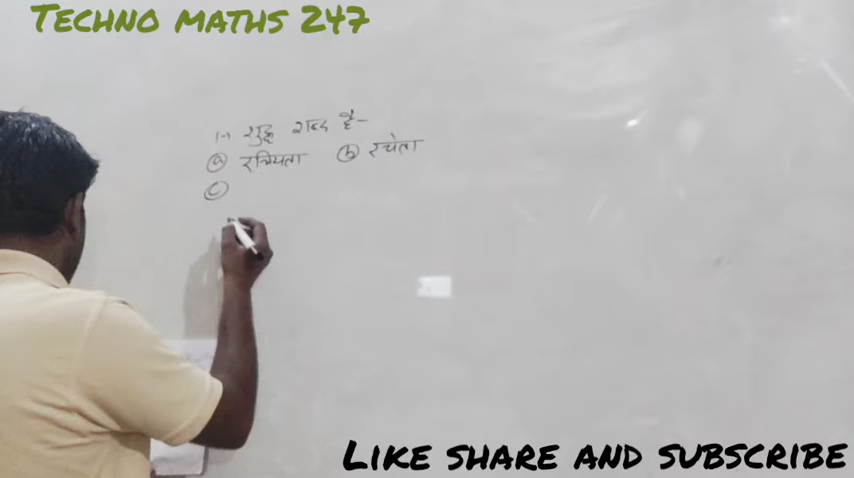 TECHNO MATHS 247
1→ शुद्ध शब्द है-
(a) रचियता (b) रचेता
(c)
LIKE SHARE AND SUBSCRIBE